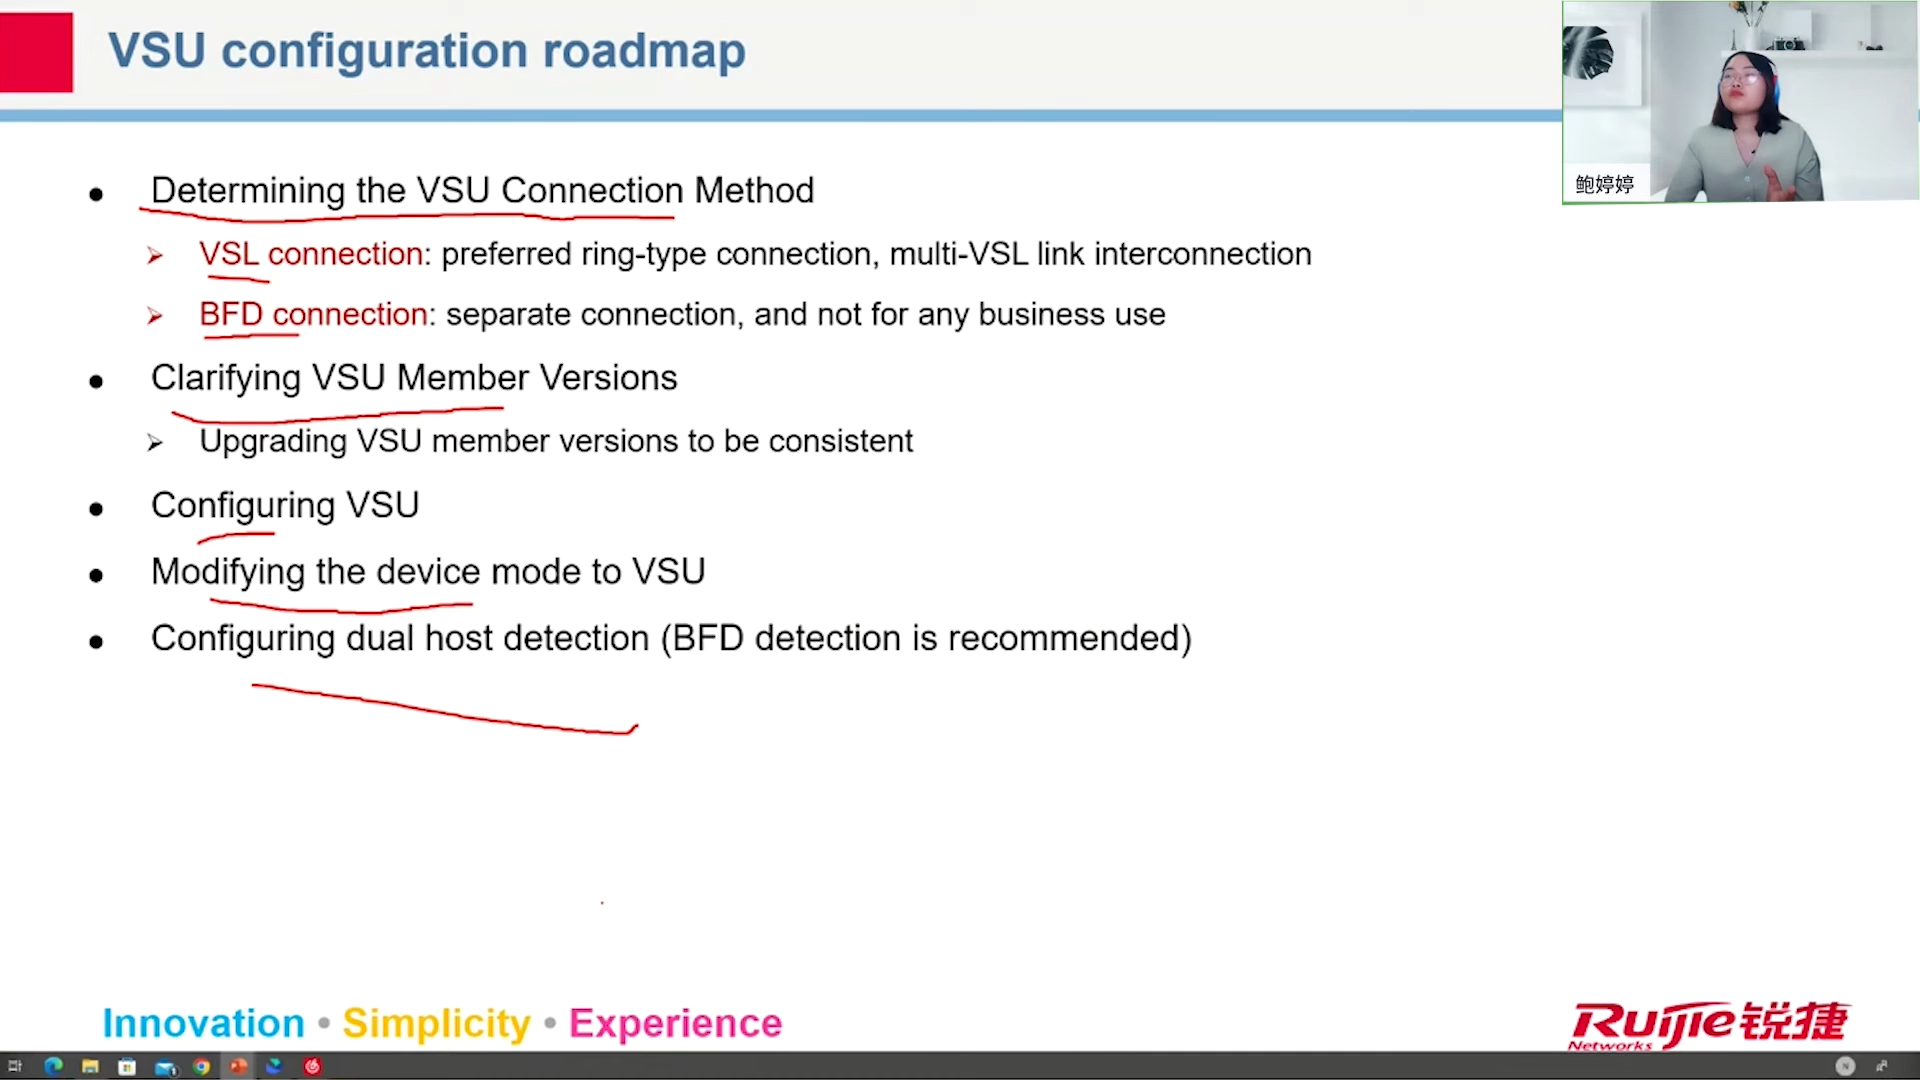 VSU configuration roadmap
鲍婷婷
● Determining the VSU Connection Method
➢ VSL connection: preferred ring-type connection, multi-VSL link interconnection
➢ BFD connection: separate connection, and not for any business use
● Clarifying VSU Member Versions
➢ Upgrading VSU member versions to be consistent
● Configuring VSU
● Modifying the device mode to VSU
● Configuring dual host detection (BFD detection is recommended)
Innovation • Simplicity • Experience
Ruijie锐捷
Networks